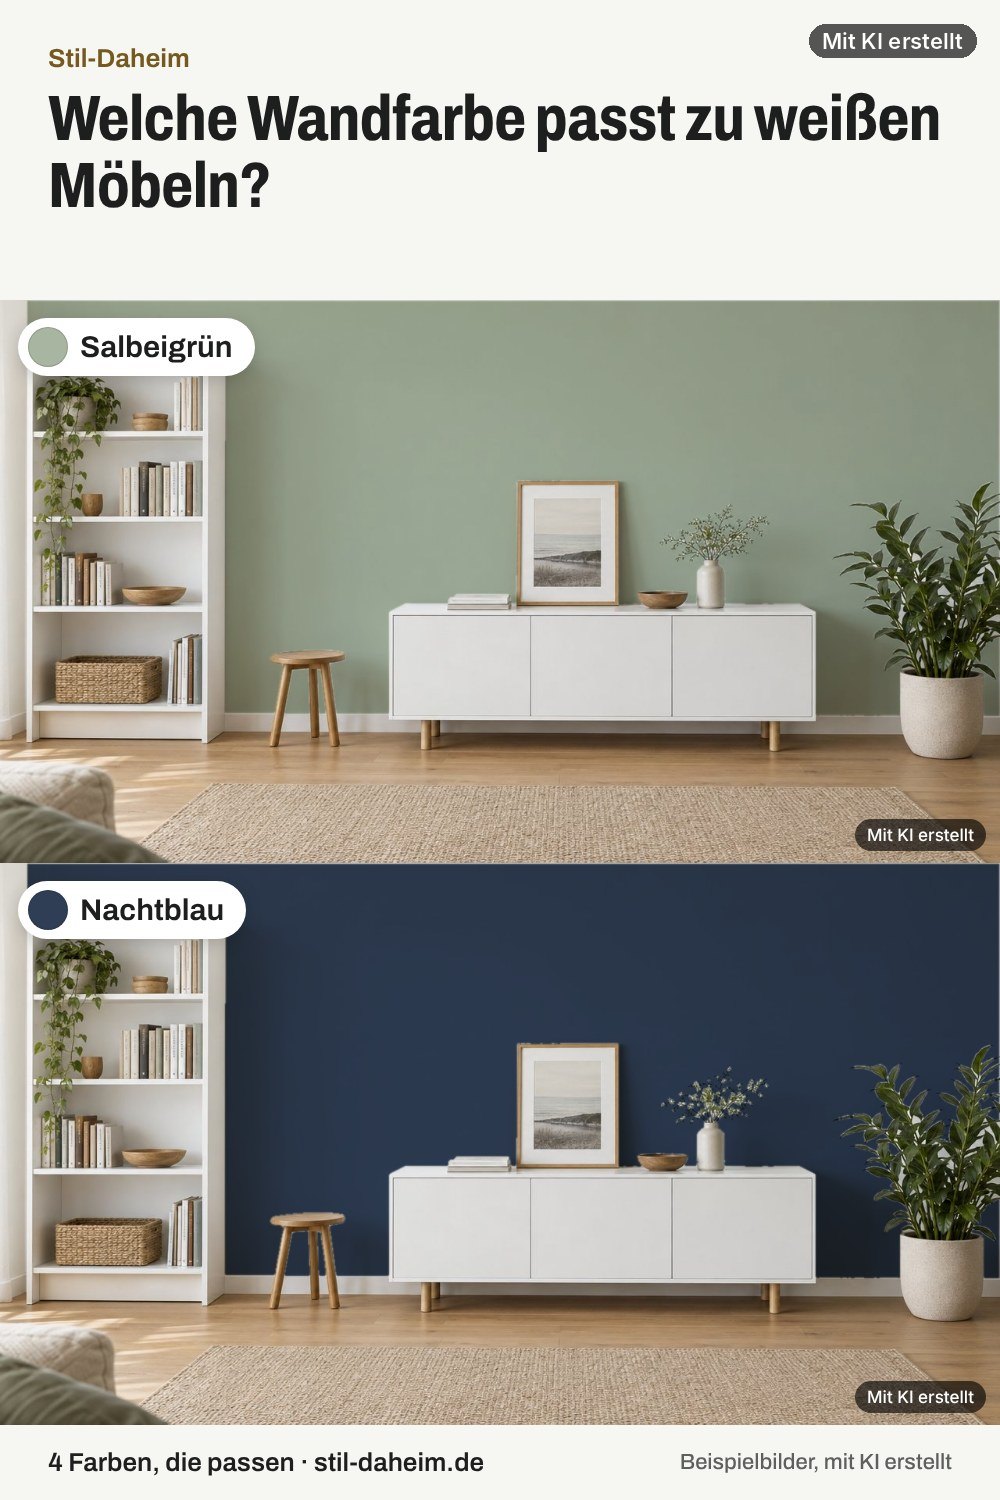 Stil-Daheim
Mit KI erstellt
Welche Wandfarbe passt zu weißen
Möbeln?
Salbeigrün
Mit KI erstellt
Nachtblau
Mit KI erstellt
4 Farben, die passen · stil-daheim.de
Beispielbilder, mit KI erstellt